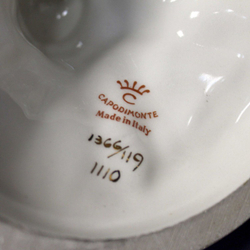 C
CAPODIMONTE
Made in Italy
1366/119
1110